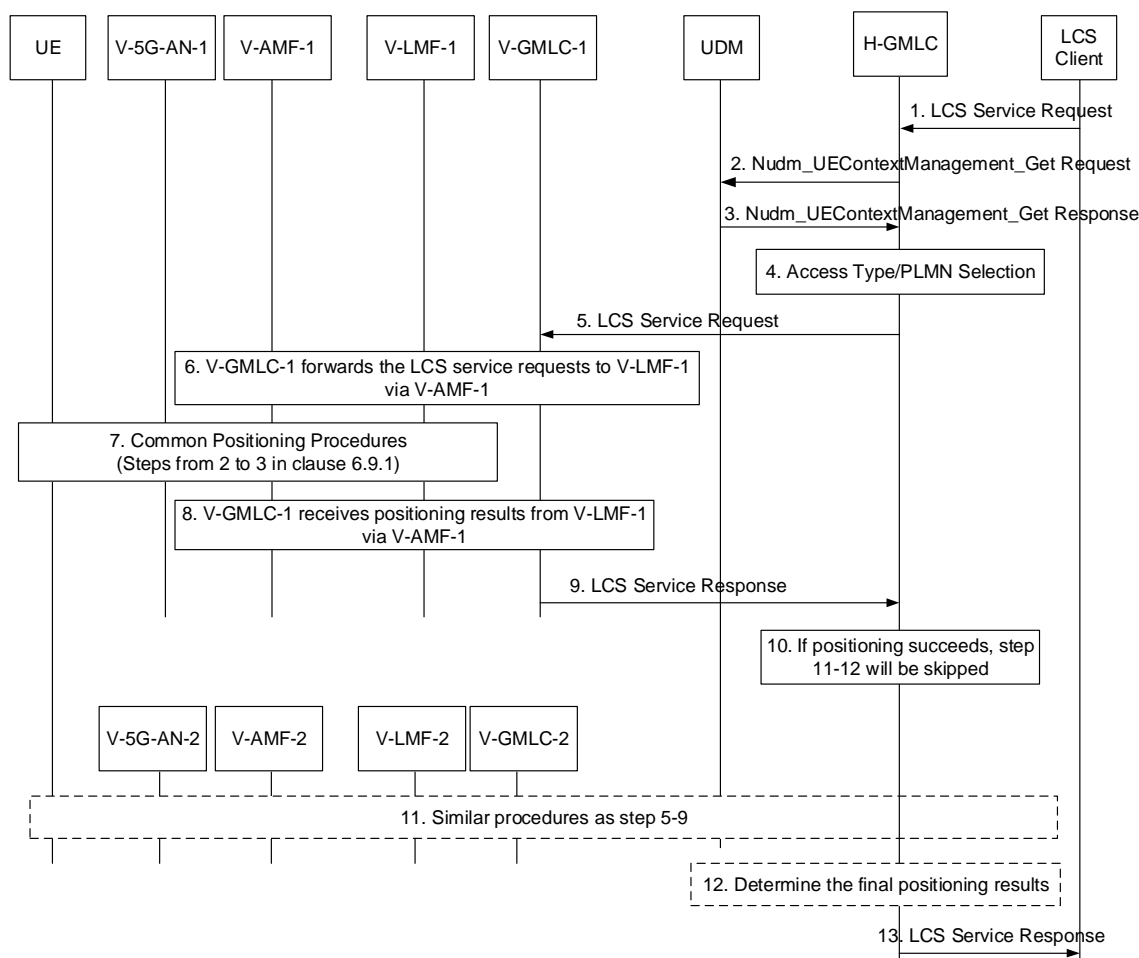 UE
V-5G-AN-1
V-AMF-1
V-LMF-1
V-GMLC-1
UDM
H-GMLC
LCS
Client
1. LCS Service Request
2. Nudm_UEContextManagement_Get Request
3. Nudm_UEContextManagement_Get Response
4. Access Type/PLMN Selection
5. LCS Service Request
6. V-GMLC-1 forwards the LCS service requests to V-LMF-1
via V-AMF-1
7. Common Positioning Procedures
(Steps from 2 to 3 in clause 6.9.1)
8. V-GMLC-1 receives positioning results from V-LMF-1
via V-AMF-1
9. LCS Service Response
10. If positioning succeeds, step
11-12 will be skipped
V-5G-AN-2
V-AMF-2
V-LMF-2
V-GMLC-2
11. Similar procedures as step 5-9
12. Determine the final positioning results
13. LCS Service Response